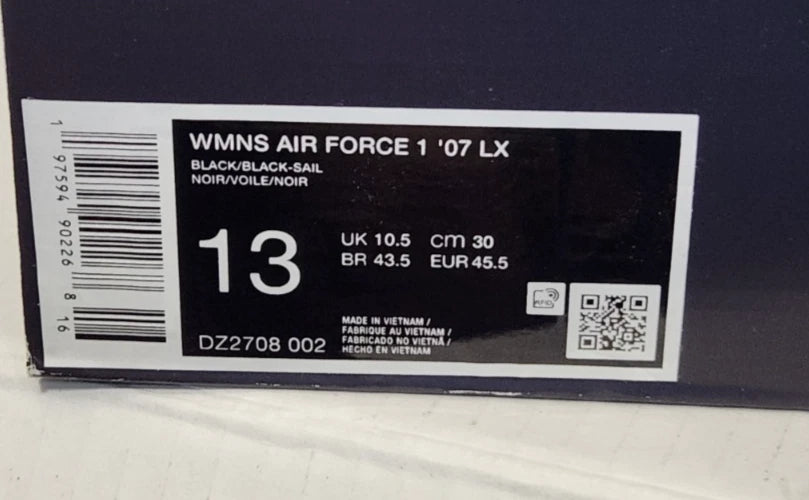 WMNS AIR FORCE 1 '07 LX
BLACK/BLACK-SAIL
NOIR/VOILE/NOIR
13
UK 10.5 cm 30
BR 43.5 EUR 45.5
DZ2708 002
MADE IN VIETNAM /
FABRIQUE AU VIETNAM /
FABRICADO NO VIETNÃ /
HECHO EN VIETNAM
RFID
1 97594 90226 8 16